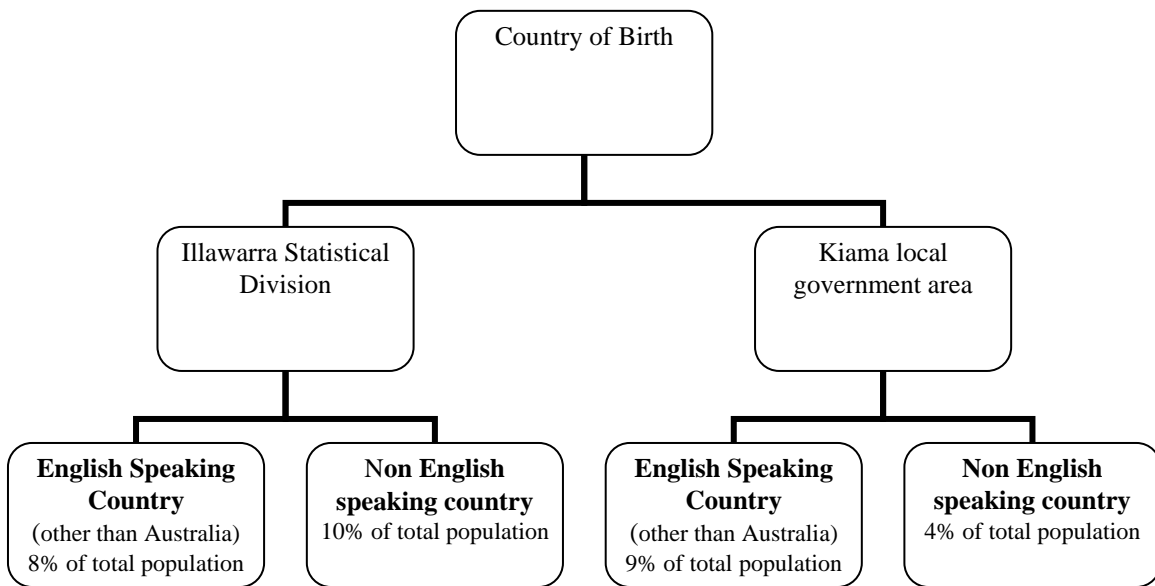 Country of Birth
Illawarra Statistical
Division
Kiama local
government area
English Speaking
Country
(other than Australia)
8% of total population
Non English
speaking country
10% of total population
English Speaking
Country
(other than Australia)
9% of total population
Non English
speaking country
4% of total population